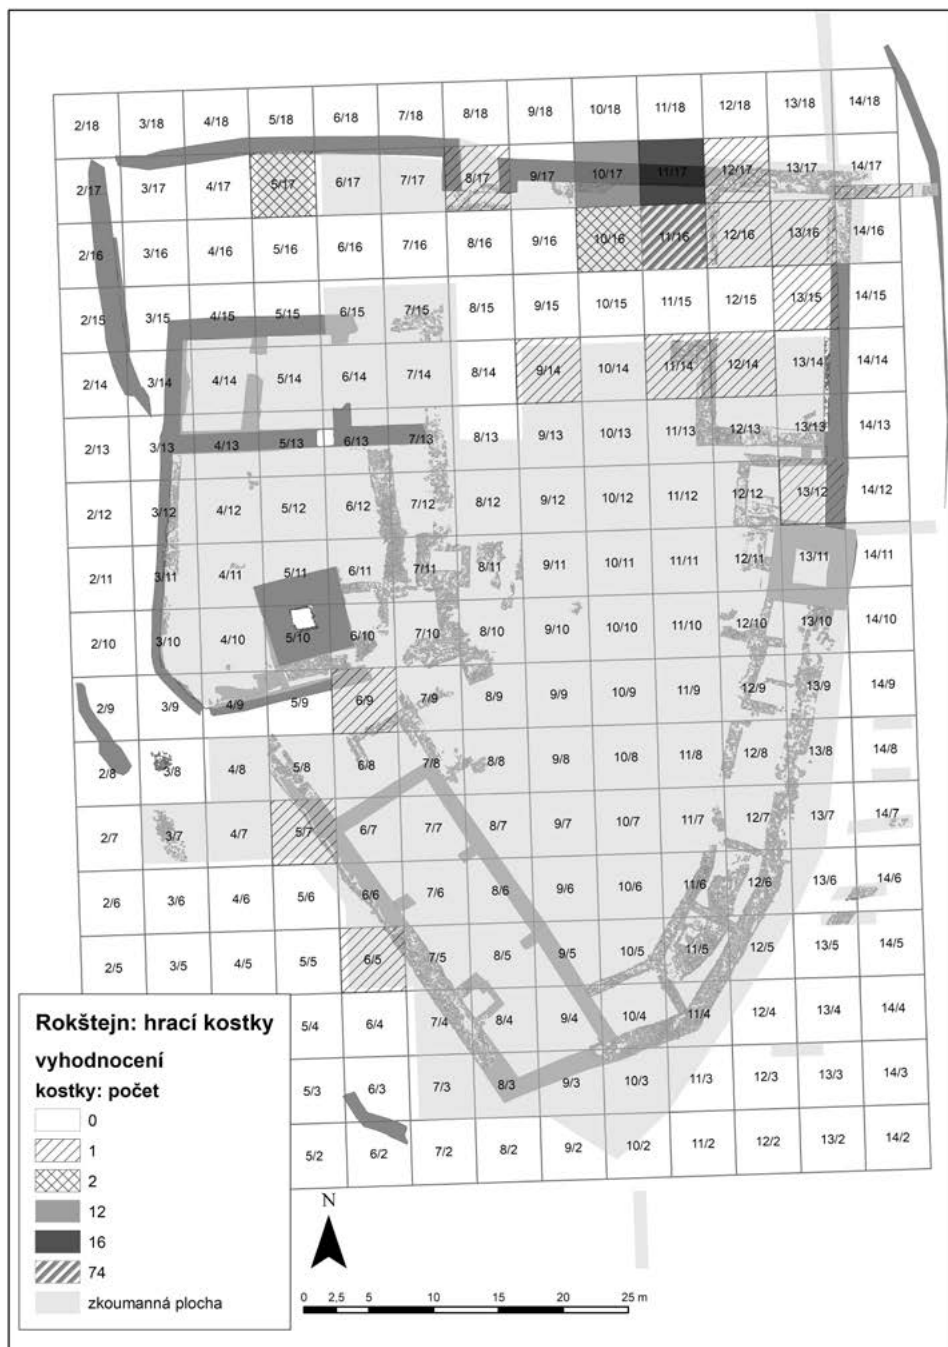 2/18 3/18 4/18 5/18 6/18 7/18 8/18 9/18 10/18 11/18 12/18 13/18 14/18
2/17 3/17 4/17 5/17 6/17 7/17 8/17 9/17 10/17 11/17 12/17 13/17 14/17
2/16 3/16 4/16 5/16 6/16 7/16 8/16 9/16 10/16 11/16 12/16 13/16 14/16
2/15 3/15 4/15 5/15 6/15 7/15 8/15 9/15 10/15 11/15 12/15 13/15 14/15
2/14 3/14 4/14 5/14 6/14 7/14 8/14 9/14 10/14 11/14 12/14 13/14 14/14
2/13 3/13 4/13 5/13 6/13 7/13 8/13 9/13 10/13 11/13 12/13 13/13 14/13
2/12 3/12 4/12 5/12 6/12 7/12 8/12 9/12 10/12 11/12 12/12 13/12 14/12
2/11 3/11 4/11 5/11 6/11 7/11 8/11 9/11 10/11 11/11 12/11 13/11 14/11
2/10 3/10 4/10 5/10 6/10 7/10 8/10 9/10 10/10 11/10 12/10 13/10 14/10
2/9 3/9 4/9 5/9 6/9 7/9 8/9 9/9 10/9 11/9 12/9 13/9 14/9
2/8 3/8 4/8 5/8 6/8 7/8 8/8 9/8 10/8 11/8 12/8 13/8 14/8
2/7 3/7 4/7 5/7 6/7 7/7 8/7 9/7 10/7 11/7 12/7 13/7 14/7
2/6 3/6 4/6 5/6 6/6 7/6 8/6 9/6 10/6 11/6 12/6 13/6 14/6
2/5 3/5 4/5 5/5 6/5 7/5 8/5 9/5 10/5 11/5 12/5 13/5 14/5
5/4 6/4 7/4 8/4 9/4 10/4 11/4 12/4 13/4 14/4
5/3 6/3 7/3 8/3 9/3 10/3 11/3 12/3 13/3 14/3
5/2 6/2 7/2 8/2 9/2 10/2 11/2 12/2 13/2 14/2
Rokštejn: hrací kostky
vyhodnocení
kostky: počet
0
1
2
12
16
74
zkoumanná plocha
N
0 2,5 5 10 15 20 25 m